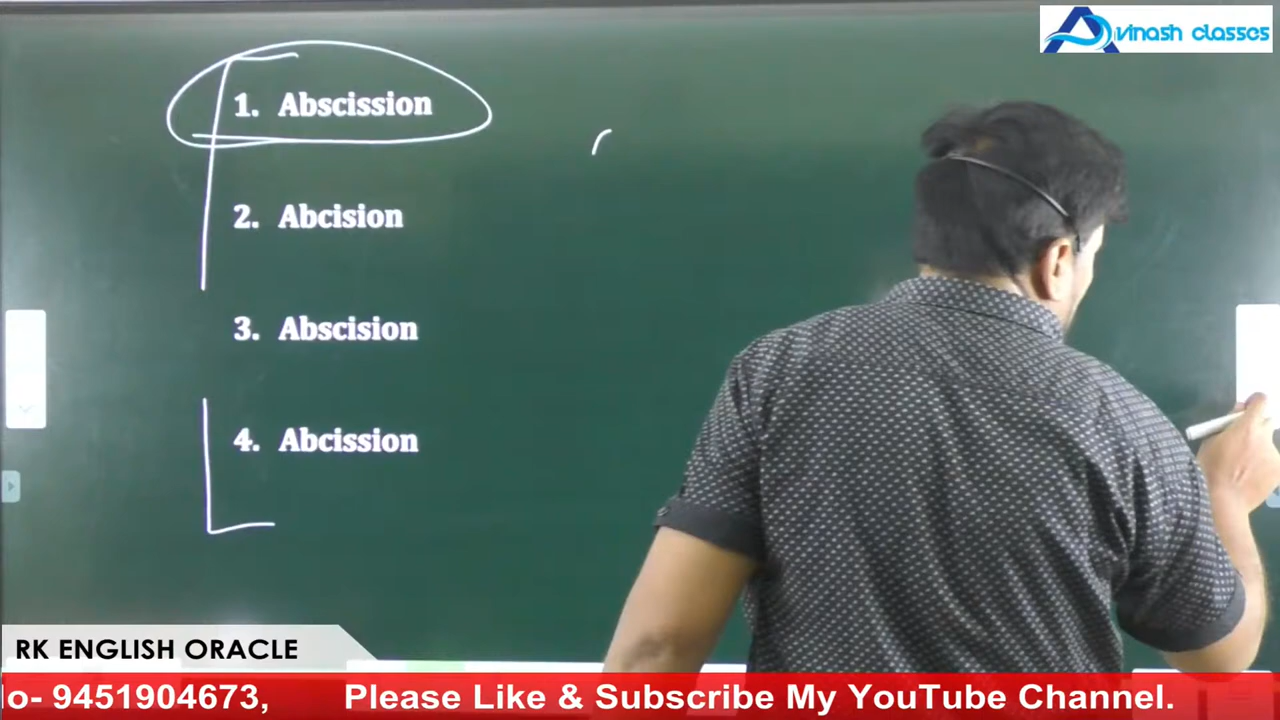 vinash classes
1. Abscission
2. Abcision
3. Abscision
4. Abcission
RK ENGLISH ORACLE
lo- 9451904673, Please Like & Subscribe My YouTube Channel.